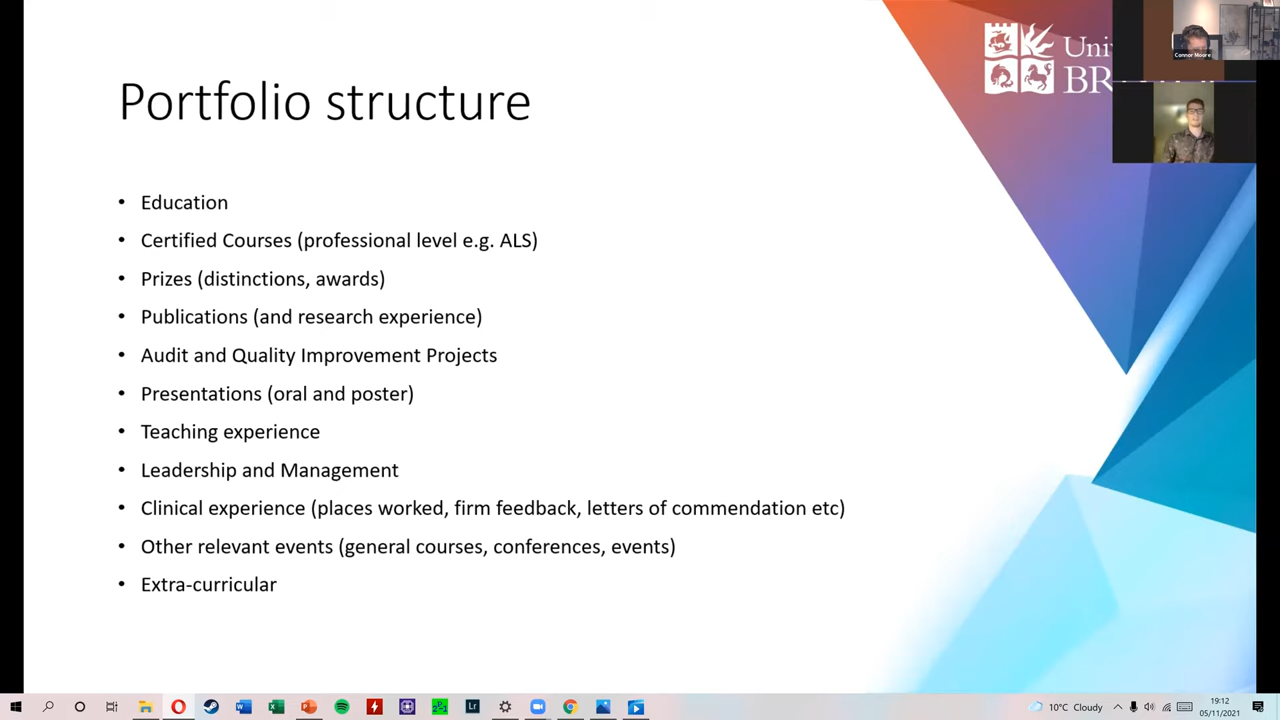 Portfolio structure
• Education
• Certified Courses (professional level e.g. ALS)
• Prizes (distinctions, awards)
• Publications (and research experience)
• Audit and Quality Improvement Projects
• Presentations (oral and poster)
• Teaching experience
• Leadership and Management
• Clinical experience (places worked, firm feedback, letters of commendation etc)
• Other relevant events (general courses, conferences, events)
• Extra-curricular
Connor Moore
10°C Cloudy
19:12
05/11/2021